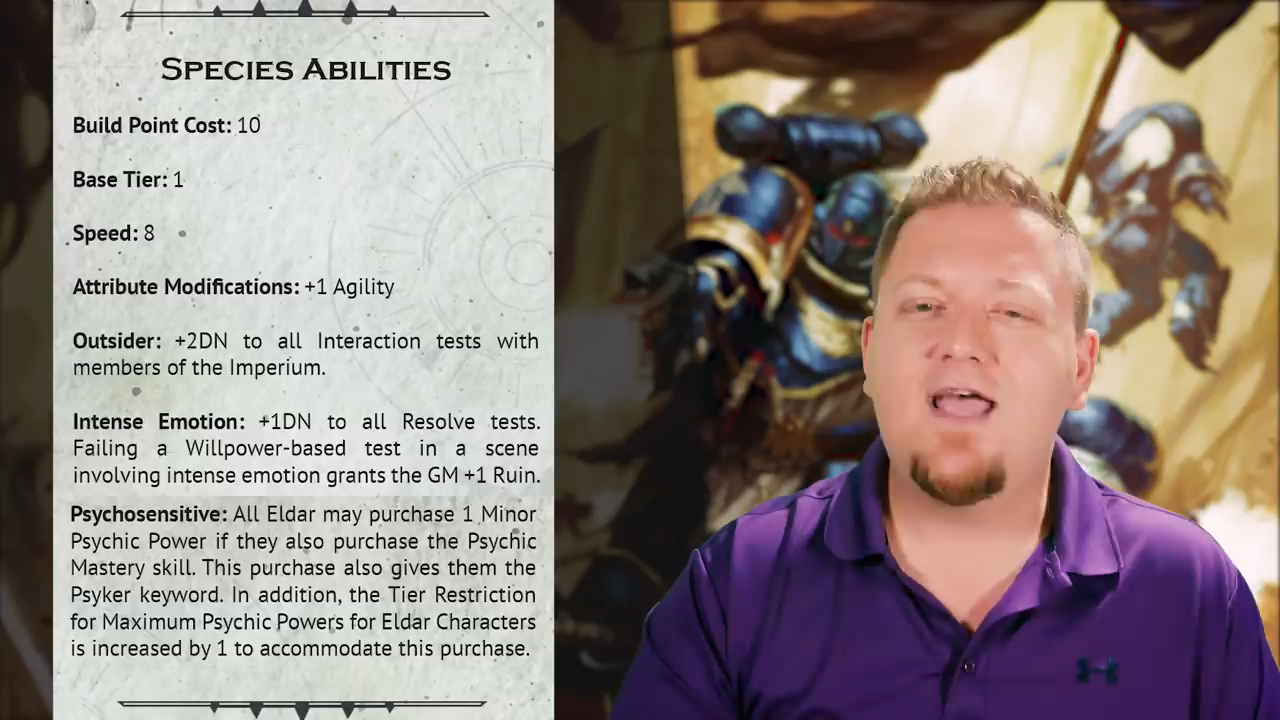 Species Abilities
Build Point Cost: 10
Base Tier: 1
Speed: 8
Attribute Modifications: +1 Agility
Outsider: +2DN to all Interaction tests with
members of the Imperium.
Intense Emotion: +1DN to all Resolve tests.
Failing a Willpower-based test in a scene
involving intense emotion grants the GM +1 Ruin.
Psychosensitive: All Eldar may purchase 1 Minor
Psychic Power if they also purchase the Psychic
Mastery skill. This purchase also gives them the
Psyker keyword. In addition, the Tier Restriction
for Maximum Psychic Powers for Eldar Characters
is increased by 1 to accommodate this purchase.